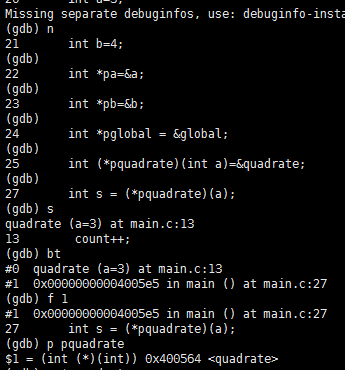 20 int a=3;
Missing separate debuginfos, use: debuginfo-insta
(gdb) n
21 int b=4;
(gdb)
22 int *pa=&a;
(gdb)
23 int *pb=&b;
(gdb)
24 int *pglobal = &global;
(gdb)
25 int (*pquadrate)(int a)=&quadrate;
(gdb)
27 int s = (*pquadrate)(a);
(gdb) s
quadrate (a=3) at main.c:13
13 count++;
(gdb) bt
#0 quadrate (a=3) at main.c:13
#1 0x00000000004005e5 in main () at main.c:27
(gdb) f 1
#1 0x00000000004005e5 in main () at main.c:27
27 int s = (*pquadrate)(a);
(gdb) p pquadrate
$1 = (int (*)(int)) 0x400564 <quadrate>